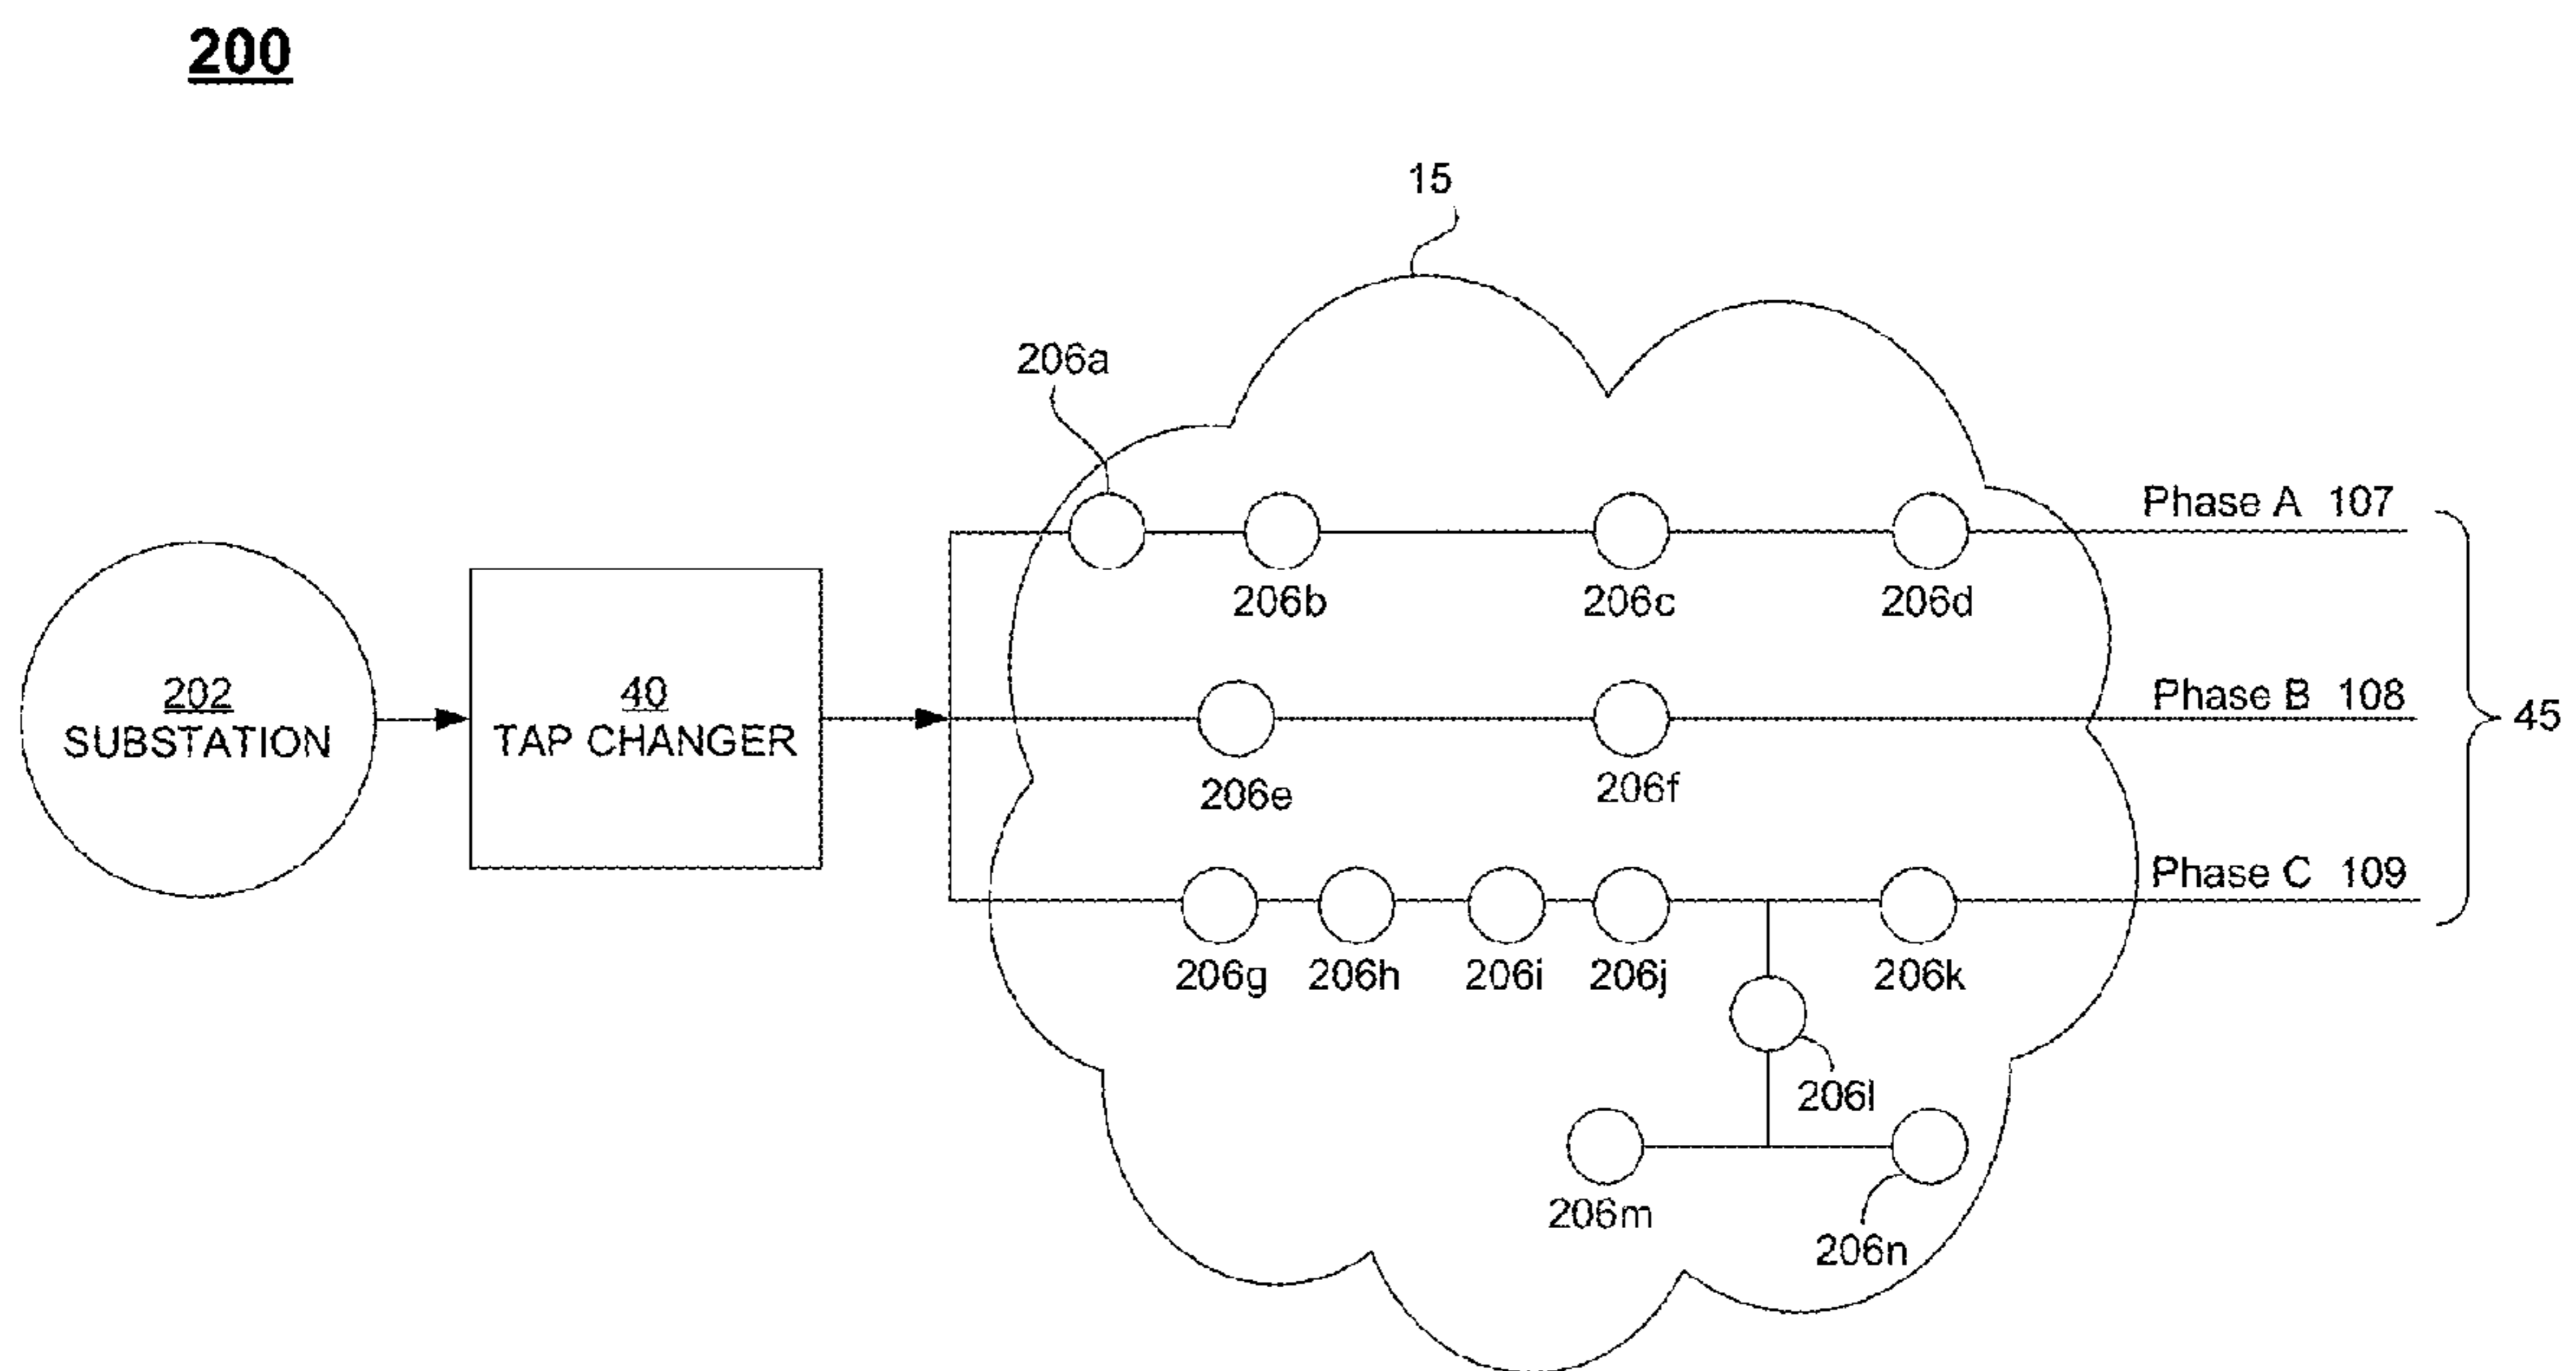 200
15
206a
Phase A 107
206b
206c
206d
202
SUBSTATION
40
TAP CHANGER
Phase B 108
45
206e
206f
Phase C 109
206g
206h
206i
206j
206k
206l
206m
206n